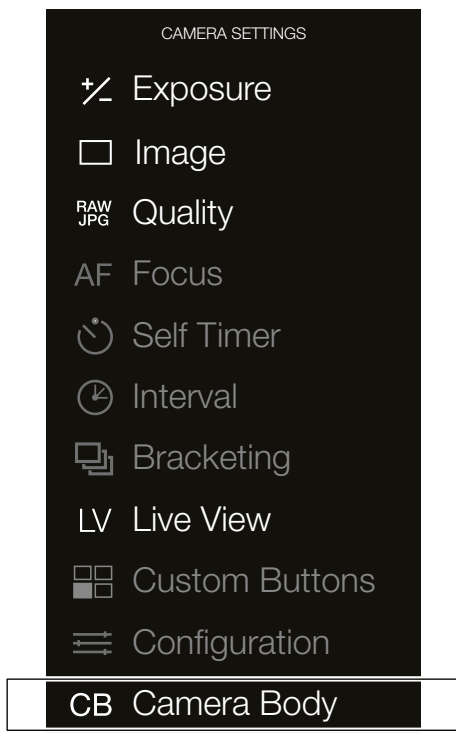 CAMERA SETTINGS
Exposure
Image
RAW JPG Quality
AF Focus
Self Timer
Interval
Bracketing
LV Live View
Custom Buttons
Configuration
CB Camera Body